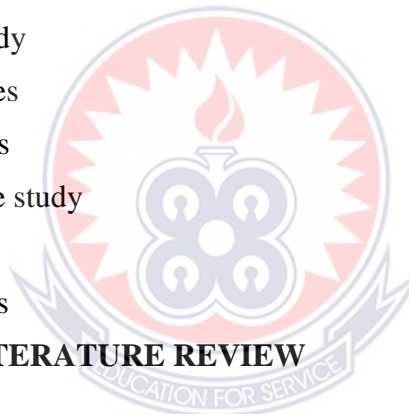 dy
es
s
e study
s
TERATURE REVIEW
EDUCATION FOR SERVICE